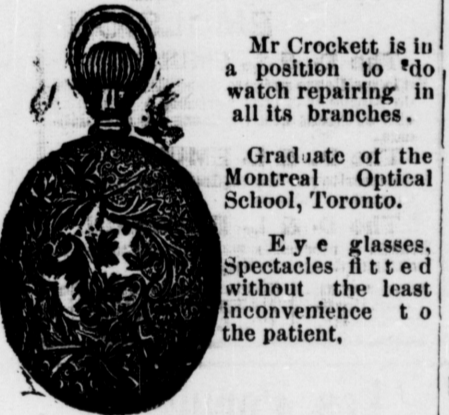 Mr Crockett is in
a position to do
watch repairing in
all its branches.
Graduate of the
Montreal Optical
School, Toronto.
Eye glasses,
Spectacles fitted
without the least
inconvenience to
the patient,